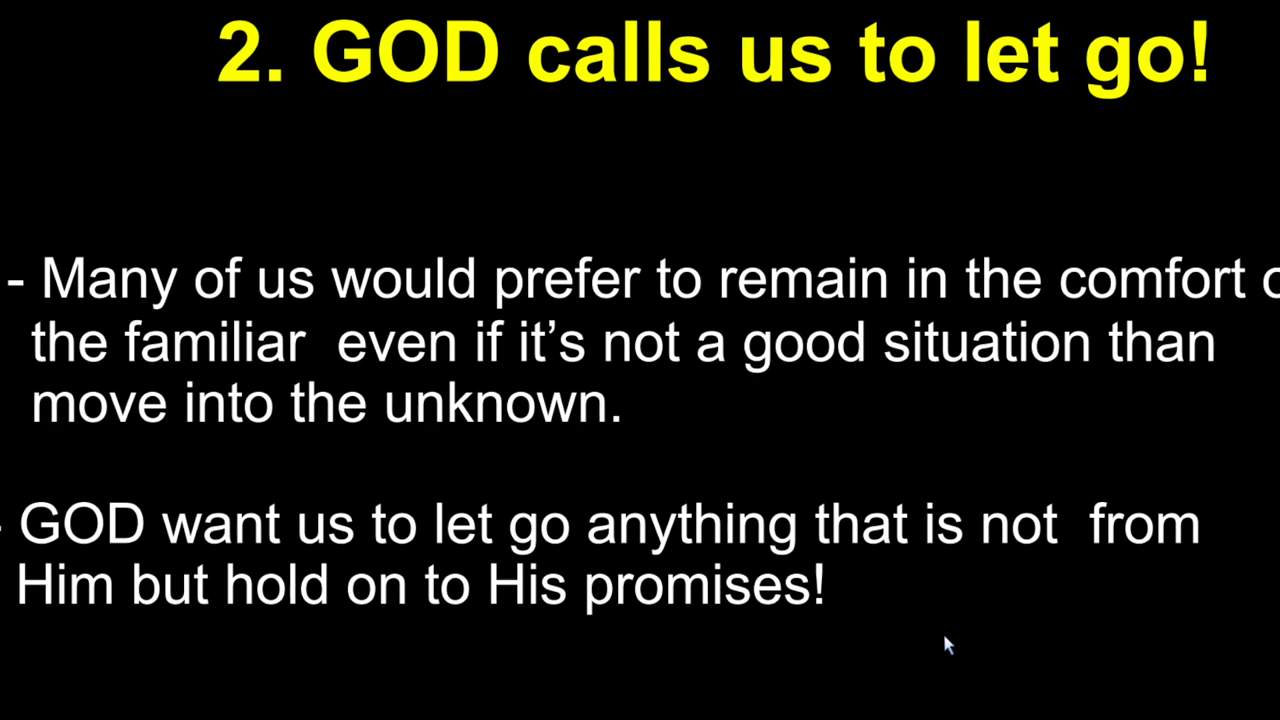 2. GOD calls us to let go!
- Many of us would prefer to remain in the comfort
the familiar even if it’s not a good situation than
move into the unknown.
- GOD want us to let go anything that is not from
Him but hold on to His promises!